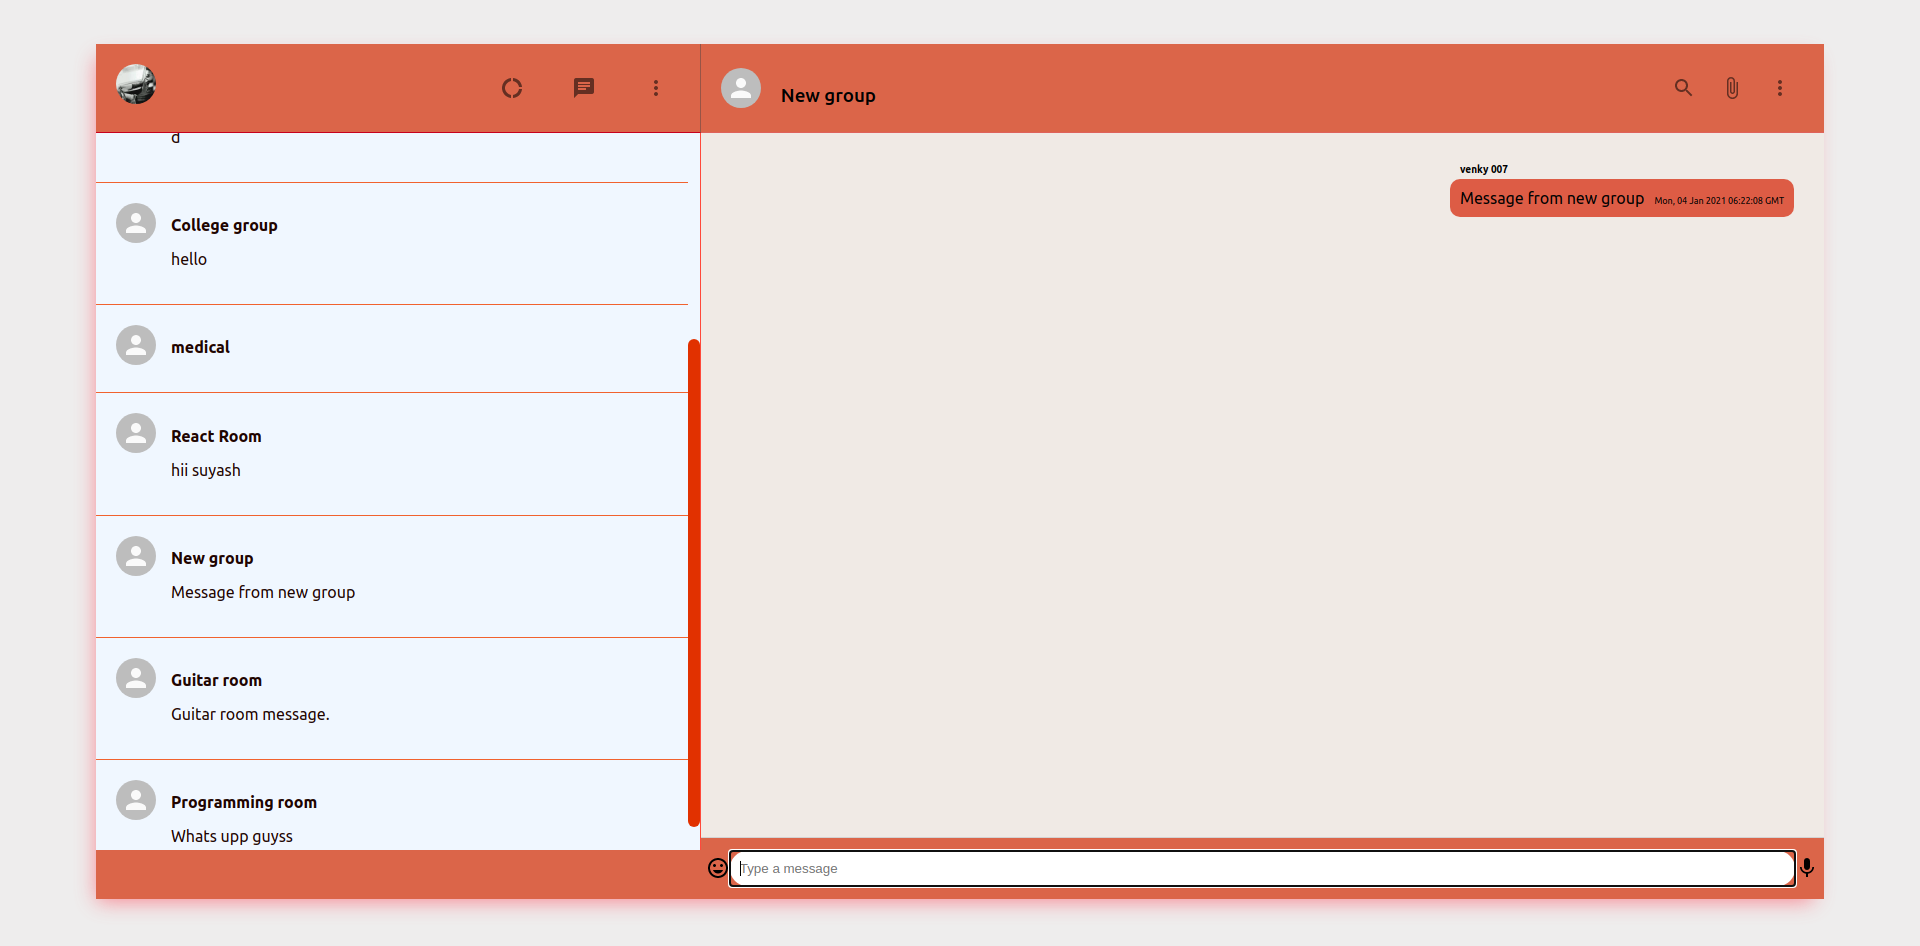 d
College group
hello
medical
React Room
hii suyash
New group
Message from new group
Guitar room
Guitar room message.
Programming room
Whats upp guyss
New group
venky 007
Message from new group Mon, 04 Jan 2021 06:22:08 GMT
Type a message